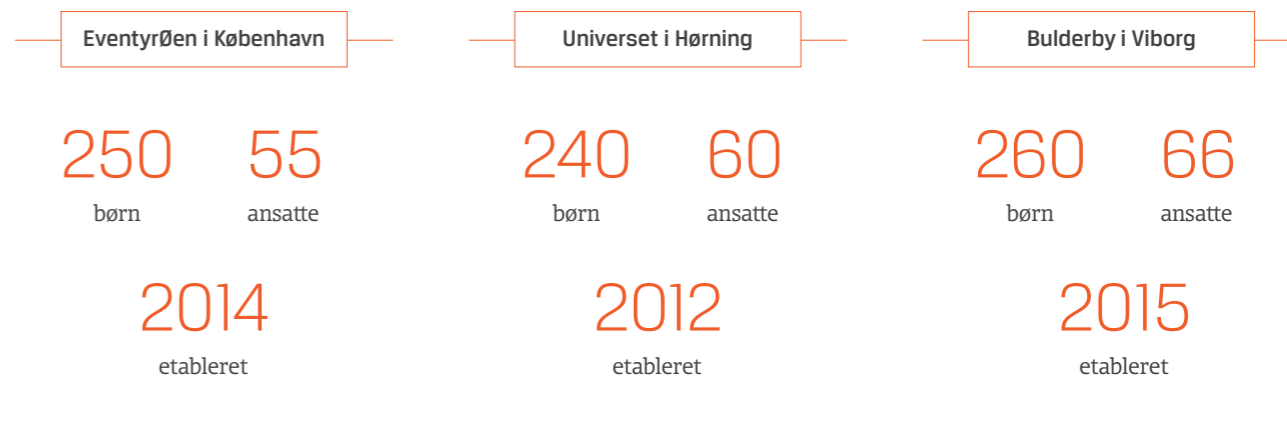 EventyrØen i København
250 55
børn ansatte
2014
etableret
Universet i Hørning
240 60
børn ansatte
2012
etableret
Bulderby i Viborg
260 66
børn ansatte
2015
etableret